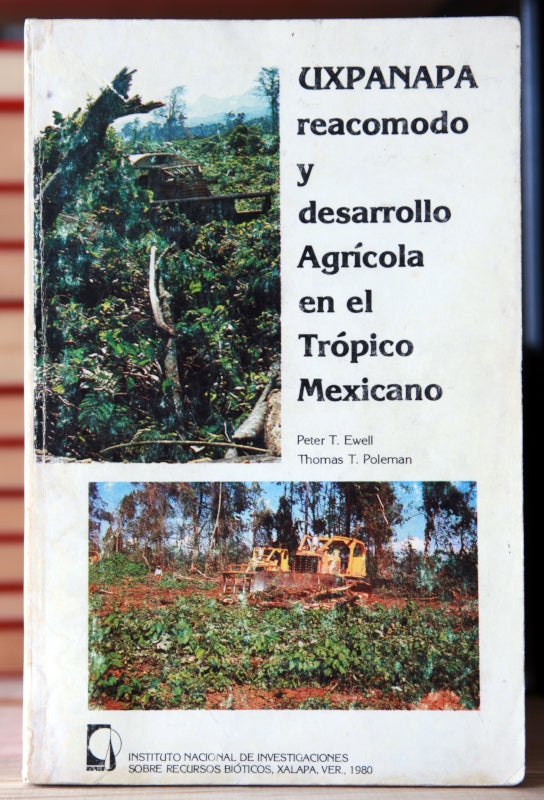 UXPANAPA
reacomodo
y
desarrollo
Agrícola
en el
Trópico
Mexicano
Peter T. Ewell
Thomas T. Poleman
INSTITUTO NACIONAL DE INVESTIGACIONES
SOBRE RECURSOS BIÓTICOS, XALAPA, VER., 1980